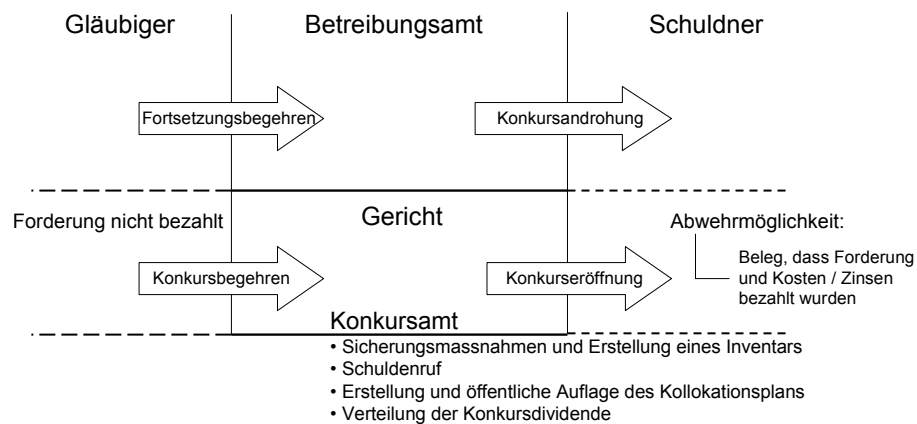 Gläubiger
Betreibungsamt
Schuldner
Fortsetzungsbegehren
Konkursandrohung
Forderung nicht bezahlt
Gericht
Abwehrmöglichkeit:
Konkursbegehren
Konkurseröffnung
Beleg, dass Forderung
und Kosten / Zinsen
bezahlt wurden
Konkursamt
• Sicherungsmassnahmen und Erstellung eines Inventars
• Schuldenruf
• Erstellung und öffentliche Auflage des Kollokationsplans
• Verteilung der Konkursdividende